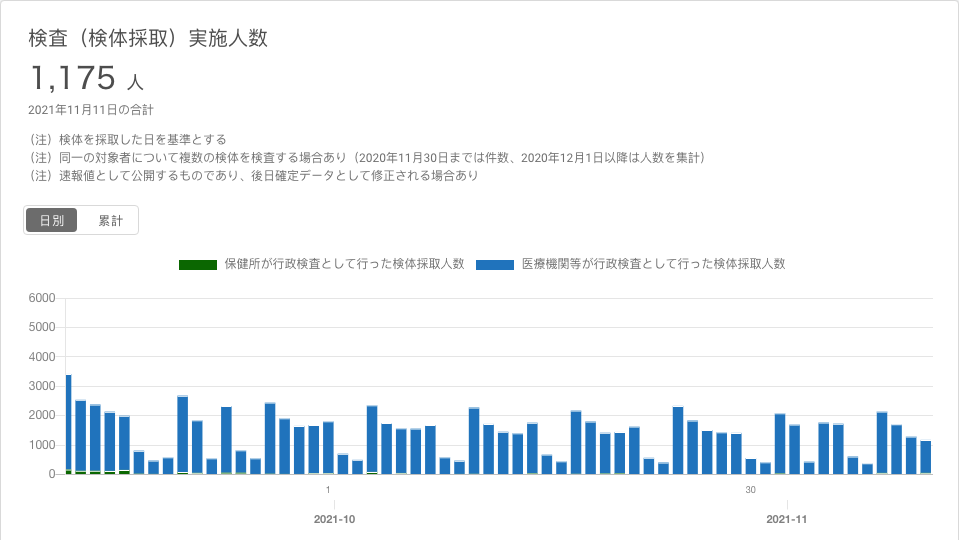 検査（検体採取）実施人数
1,175 人
2021年11月11日の合計
（注）検体を採取した日を基準とする
（注）同一の対象者について複数の検体を検査する場合あり（2020年11月30日までは件数、2020年12月1日以降は人数を集計）
（注）速報値として公開するものであり、後日確定データとして修正される場合あり
日別 累計
保健所が行政検査として行った検体採取人数 医療機関等が行政検査として行った検体採取人数
6000
5000
4000
3000
2000
1000
0
1 30
2021-10 2021-11